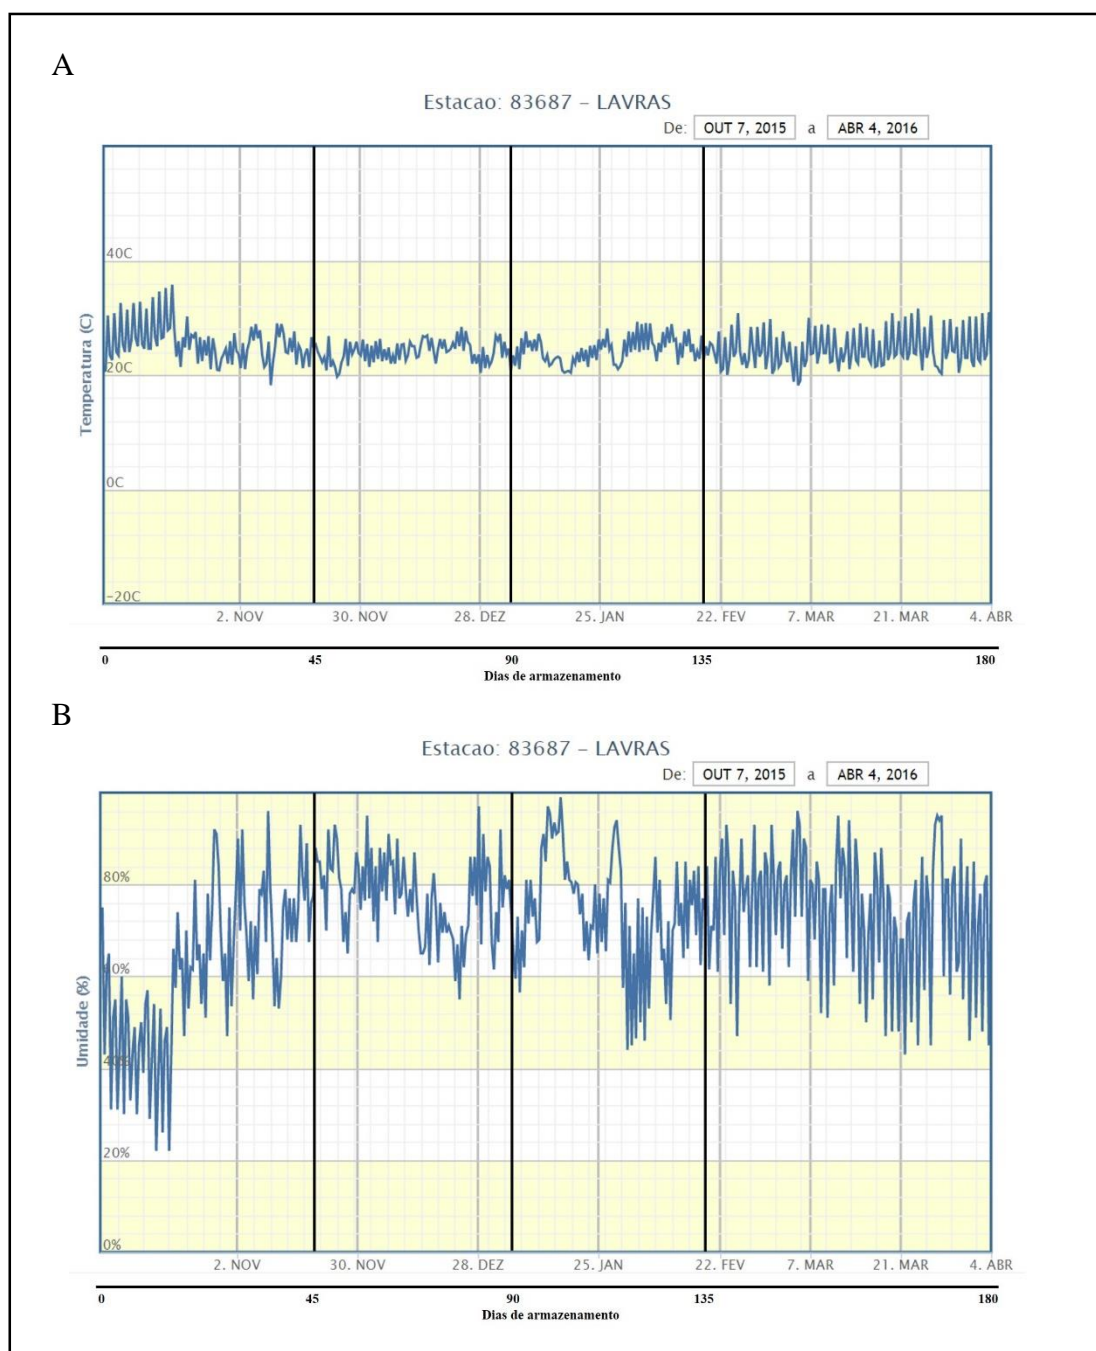 A
Estacao: 83687 – LAVRAS
De: OUT 7, 2015 a ABR 4, 2016
40C
20C
0C
-20C
Temperatura (C)
2. NOV 30. NOV 28. DEZ 25. JAN 22. FEV 7. MAR 21. MAR 4. ABR
0 45 90 135 180
Dias de armazenamento
B
Estacao: 83687 – LAVRAS
De: OUT 7, 2015 a ABR 4, 2016
80%
60%
40%
20%
0%
Umidade (%)
2. NOV 30. NOV 28. DEZ 25. JAN 22. FEV 7. MAR 21. MAR 4. ABR
0 45 90 135 180
Dias de armazenamento